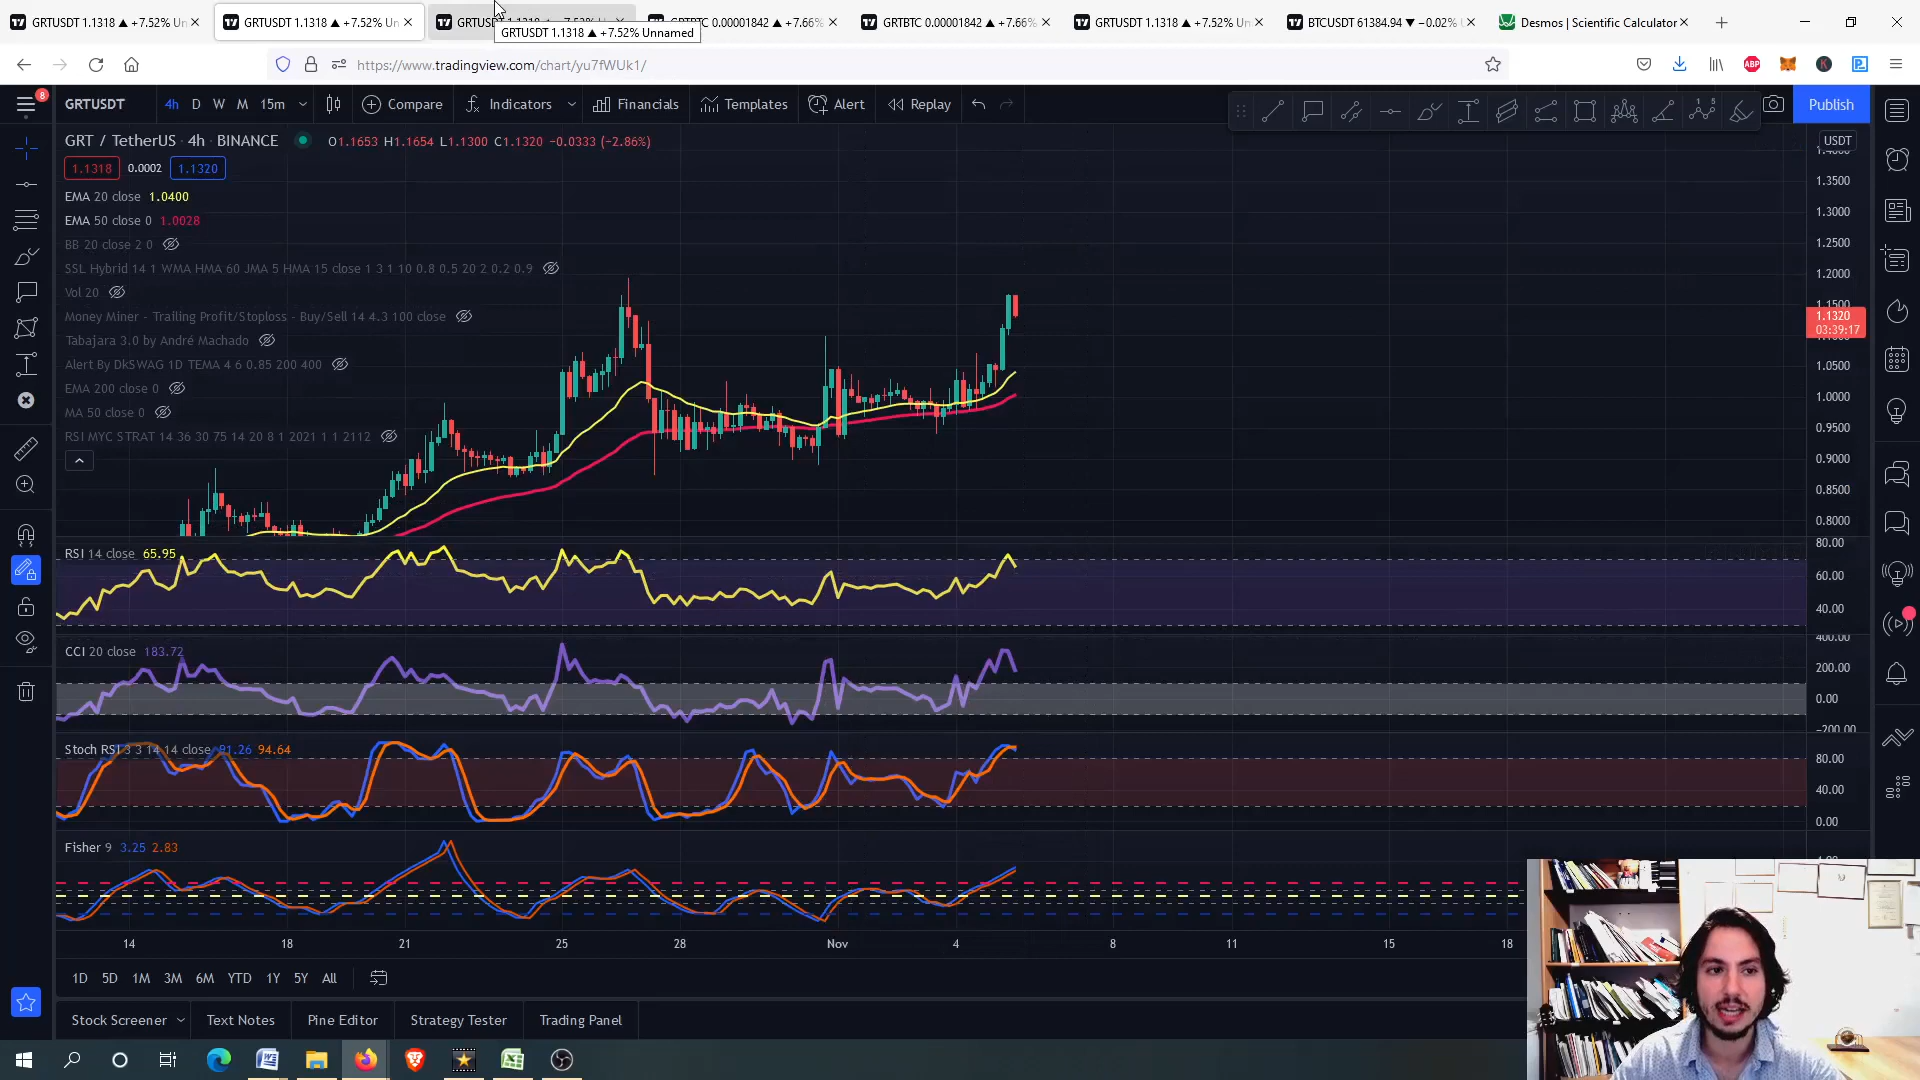 GRTUSDT 1.1318 ▲ +7.52% Un
GRTUSDT 1.1318 ▲ +7.52% Un
GRTUSDT 1.1318 ▲ +7.52% Un
GRTBTC 0.00001842 ▲ +7.66%
GRTBTC 0.00001842 ▲ +7.66%
GRTUSDT 1.1318 ▲ +7.52% Un
BTCUSDT 61384.94 ▼ −0.02%
Desmos | Scientific Calculator
GRTUSDT 1.1318 ▲ +7.52% Unnamed
https://www.tradingview.com/chart/yu7fWUk1/
ABP
K
8
GRTUSDT
4h D W M 15m
Compare
Indicators
Financials
Templates
Alert
Replay
Publish
GRT / TetherUS · 4h · BINANCE
O1.1653 H1.1654 L1.1300 C1.1320 −0.0333 (−2.86%)
1.1318 0.0002 1.1320
EMA 20 close 1.0400
EMA 50 close 0 1.0028
BB 20 close 2 0
SSL Hybrid 14 1 WMA HMA 60 JMA 5 HMA 15 close 1 3 1 10 0.8 0.5 20 2 0.2 0.9
Vol 20
Money Miner - Trailing Profit/Stoploss - Buy/Sell 14 4.3 100 close
Tabajara 3.0 by André Machado
Alert By DkSWAG 1D TEMA 4 6 0.85 200 400
EMA 200 close 0
MA 50 close 0
RSI MYC STRAT 14 36 30 75 14 20 8 1 2021 1 1 2112
USDT
1.3500
1.3000
1.2500
1.2000
1.1500
1.1320
03:39:17
1.0500
1.0000
0.9500
0.9000
0.8500
0.8000
RSI 14 close 65.95
80.00
60.00
40.00
CCI 20 close 183.72
400.00
200.00
0.00
−200.00
Stoch RSI 3 3 14 14 close 91.26 94.64
80.00
40.00
0.00
Fisher 9 3.25 2.83
14 18 21 25 28 Nov 4 8 11 15 18
1D 5D 1M 3M 6M YTD 1Y 5Y All
Stock Screener
Text Notes
Pine Editor
Strategy Tester
Trading Panel